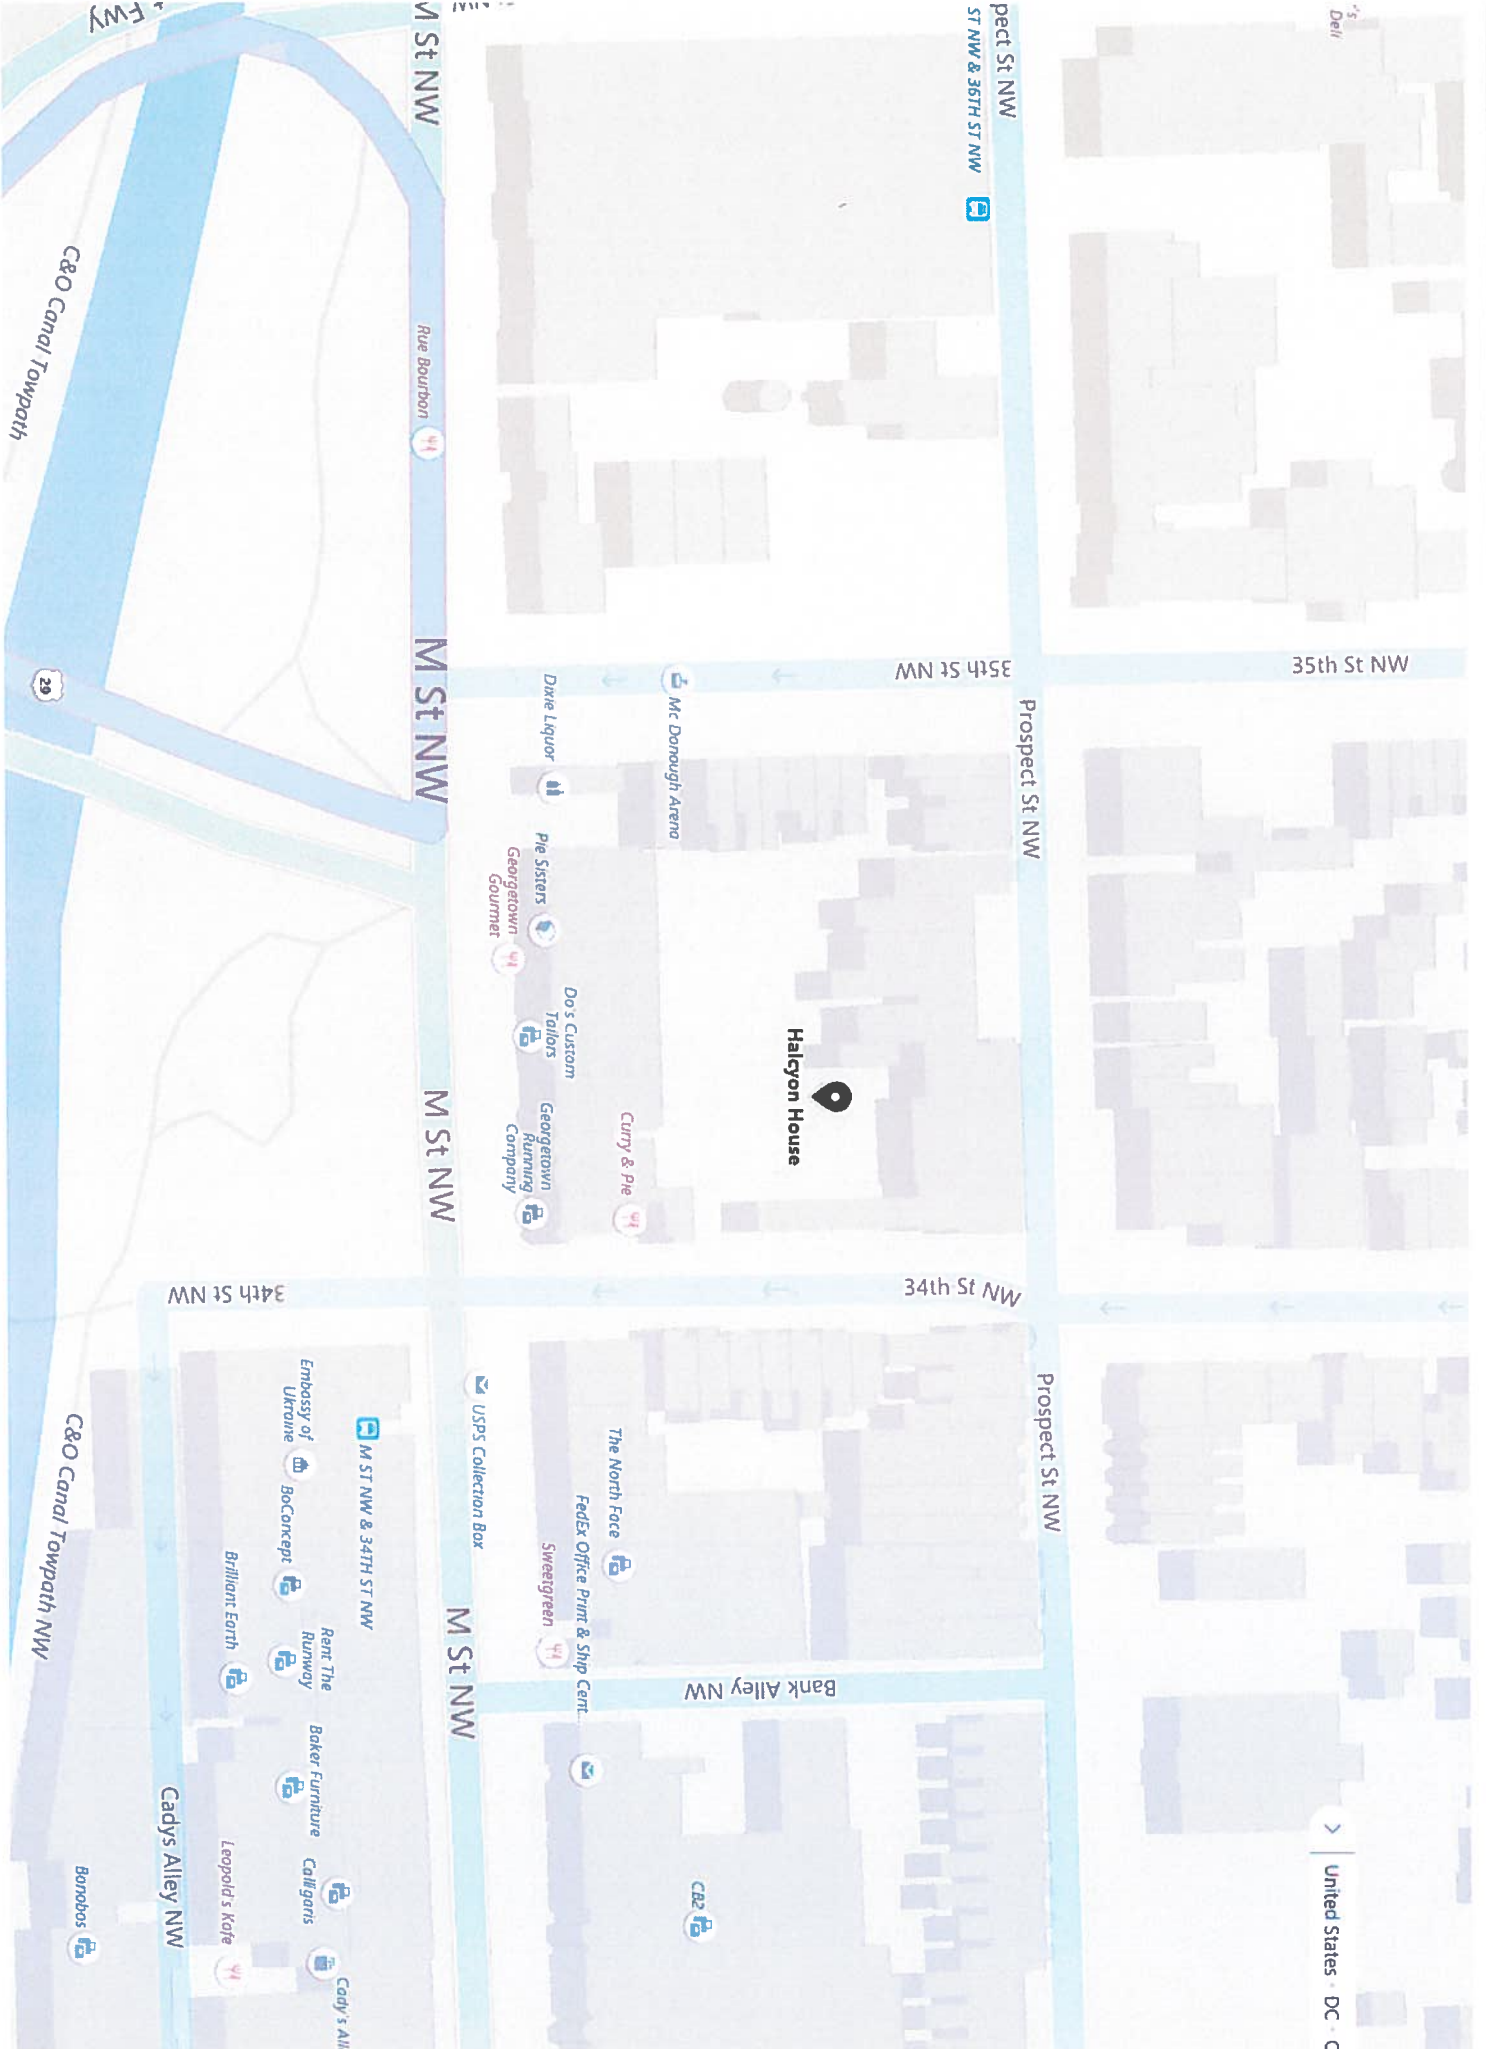 's
Deli
pect St NW
ST NW & 36TH ST NW
M St NW
Fwy
C&O Canal Towpath
Rue Bourbon
29
M St NW
35th St NW
35th St NW
Prospect St NW
Mc Donough Arena
Dixie Liquor
Pie Sisters
Georgetown
Gourmet
Do's Custom
Tailors
Georgetown
Running
Company
Curry & Pie
Halcyon House
M St NW
34th St NW
34th St NW
Prospect St NW
USPS Collection Box
M ST NW & 34TH ST NW
Embassy of
Ukraine
BoConcept
Brilliant Earth
Rent The
Runway
Baker Furniture
Calligaris
Leopold's Kafe
Cady's All
The North Face
FedEx Office Print & Ship Cent...
Sweetgreen
M St NW
Bank Alley NW
CB2
C&O Canal Towpath NW
Cadys Alley NW
Bonobos
United States · DC · C